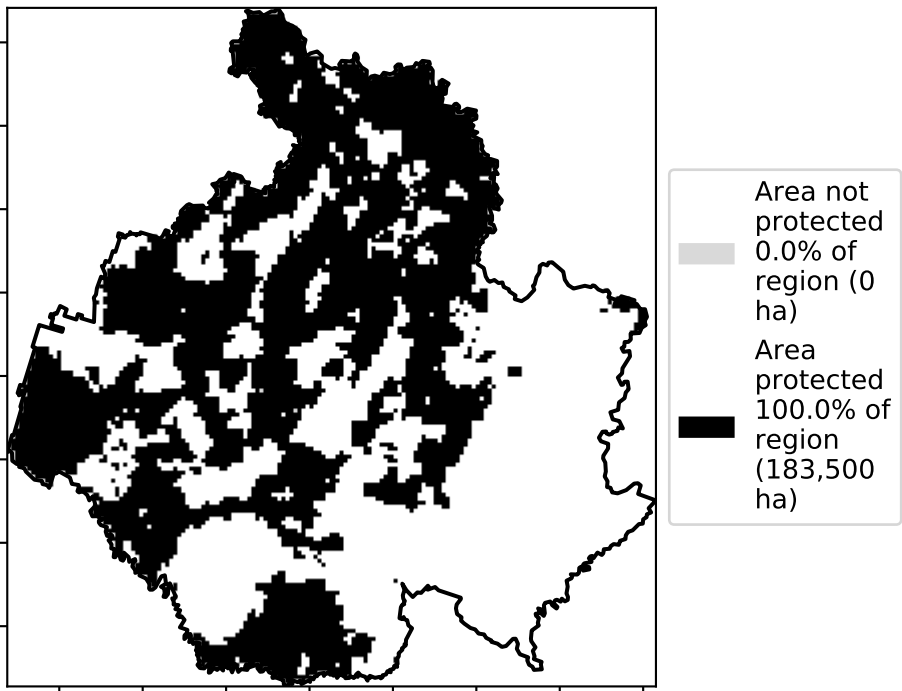 Area not
protected
0.0% of
region (0
ha)
Area
protected
100.0% of
region
(183,500
ha)